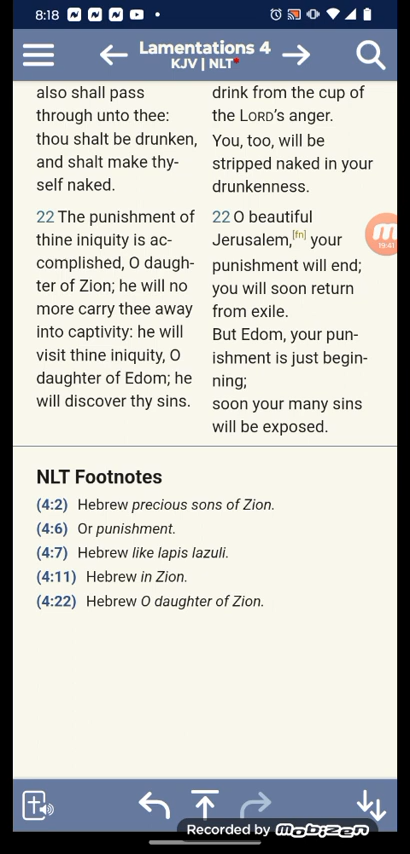 8:18
Lamentations 4
KJV | NLT*
also shall pass
through unto thee:
thou shalt be drunken,
and shalt make thy-
self naked.
22 The punishment of
thine iniquity is ac-
complished, O daugh-
ter of Zion; he will no
more carry thee away
into captivity: he will
visit thine iniquity, O
daughter of Edom; he
will discover thy sins.
drink from the cup of
the LORD's anger.
You, too, will be
stripped naked in your
drunkenness.
22 O beautiful
Jerusalem,[fn] your
punishment will end;
you will soon return
from exile.
But Edom, your pun-
ishment is just begin-
ning;
soon your many sins
will be exposed.
19:41
NLT Footnotes
(4:2) Hebrew precious sons of Zion.
(4:6) Or punishment.
(4:7) Hebrew like lapis lazuli.
(4:11) Hebrew in Zion.
(4:22) Hebrew O daughter of Zion.
Recorded by mobizen